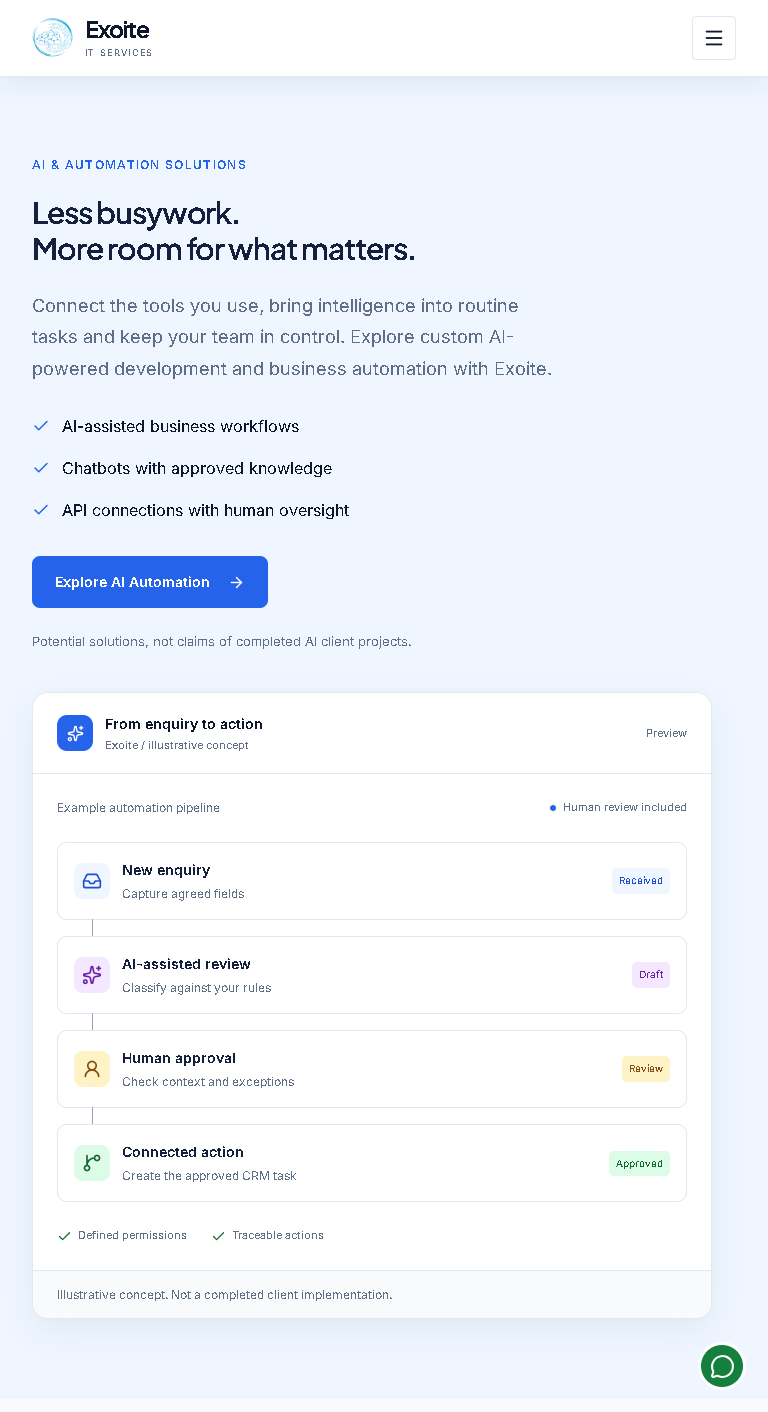 Exoite
IT SERVICES
AI & AUTOMATION SOLUTIONS
Less busywork.
More room for what matters.
Connect the tools you use, bring intelligence into routine
tasks and keep your team in control. Explore custom AI-
powered development and business automation with Exoite.
AI-assisted business workflows
Chatbots with approved knowledge
API connections with human oversight
Explore AI Automation
Potential solutions, not claims of completed AI client projects.
From enquiry to action
Exoite / illustrative concept
Preview
Example automation pipeline
Human review included
New enquiry
Capture agreed fields
Received
AI-assisted review
Classify against your rules
Draft
Human approval
Check context and exceptions
Review
Connected action
Create the approved CRM task
Approved
Defined permissions
Traceable actions
Illustrative concept. Not a completed client implementation.